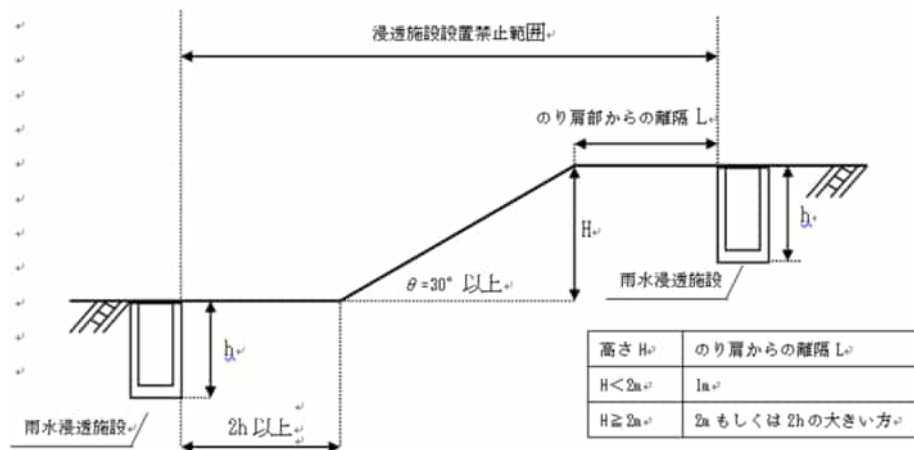 浸透施設設置禁止範囲
のり肩部からの離隔 L
H
h
θ=30° 以上
雨水浸透施設
h
雨水浸透施設
2h 以上
高さ H のり肩からの離隔 L
H<2m 1m
H≧2m 2m もしくは 2h の大きい方